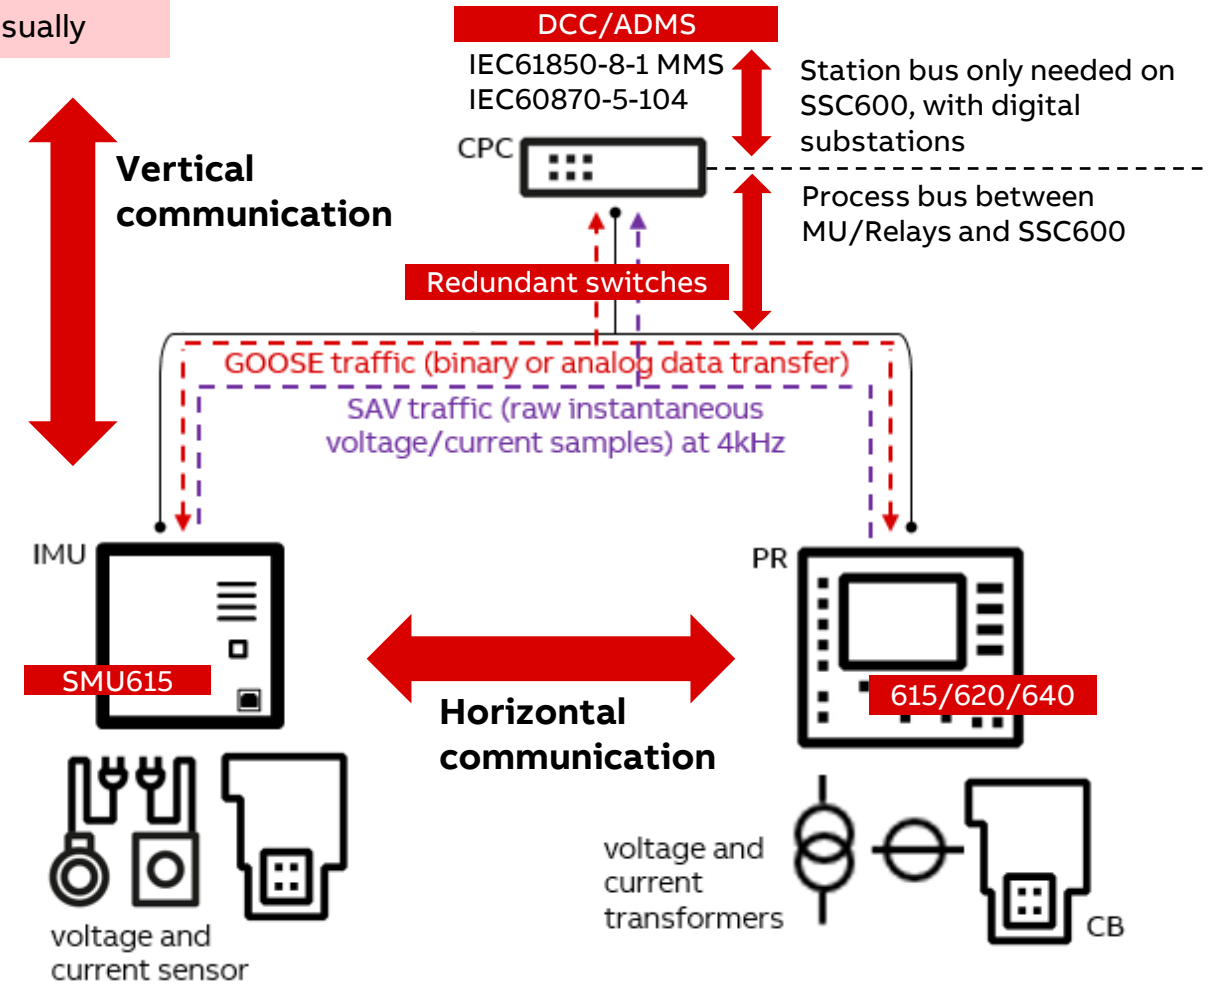 sually
DCC/ADMS
IEC61850-8-1 MMS
IEC60870-5-104
Station bus only needed on
SSC600, with digital
substations
CPC
Vertical
communication
Process bus between
MU/Relays and SSC600
Redundant switches
GOOSE traffic (binary or analog data transfer)
SAV traffic (raw instantaneous
voltage/current samples) at 4kHz
IMU
PR
SMU615
615/620/640
Horizontal
communication
voltage and
current
transformers
CB
voltage and
current sensor